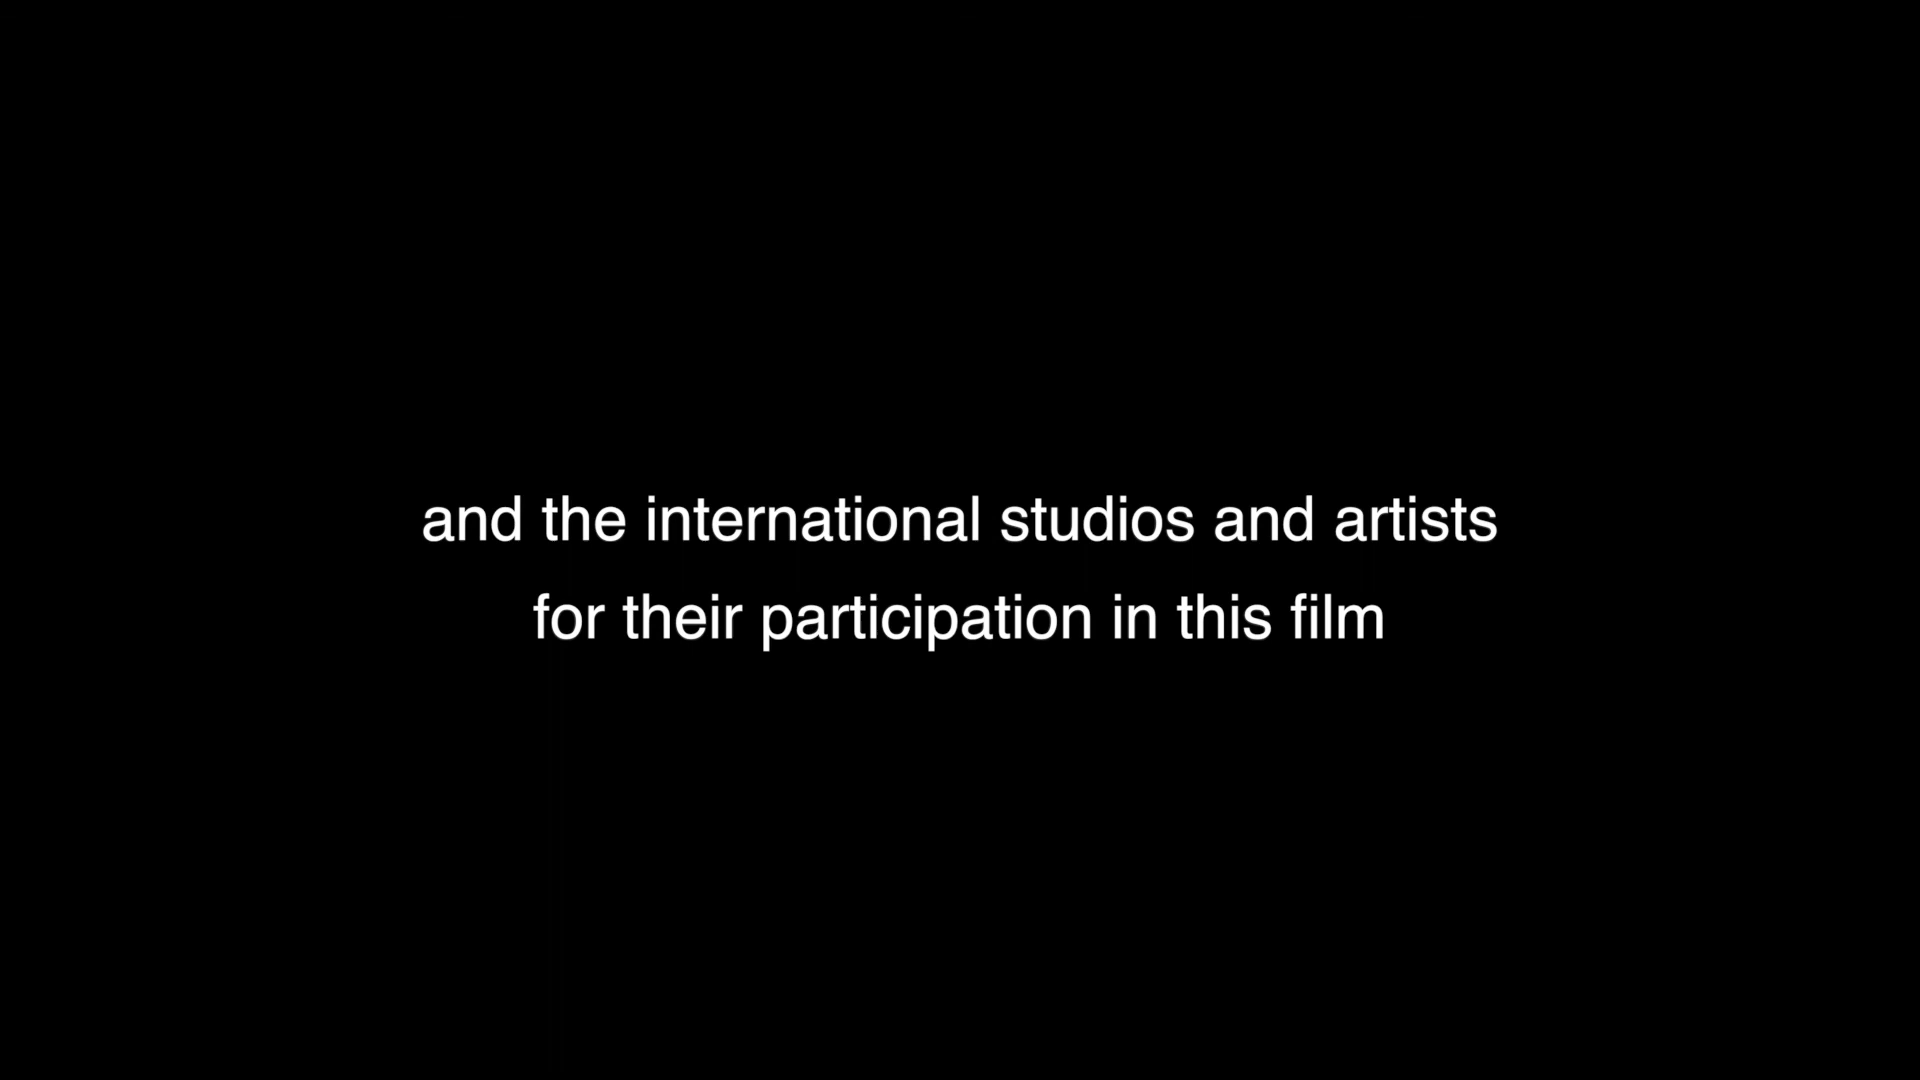 and the international studios and artists
for their participation in this film